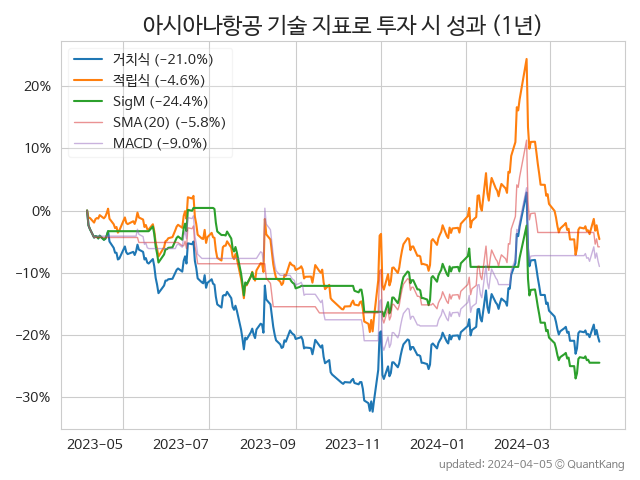 아시아나항공 기술 지표로 투자 시 성과 (1년)
거치식 (−21.0%)
적립식 (−4.6%)
SigM (−24.4%)
SMA(20) (−5.8%)
MACD (−9.0%)
20%
10%
0%
−10%
−20%
−30%
2023-05 2023-07 2023-09 2023-11 2024-01 2024-03
updated: 2024-04-05 © QuantKang